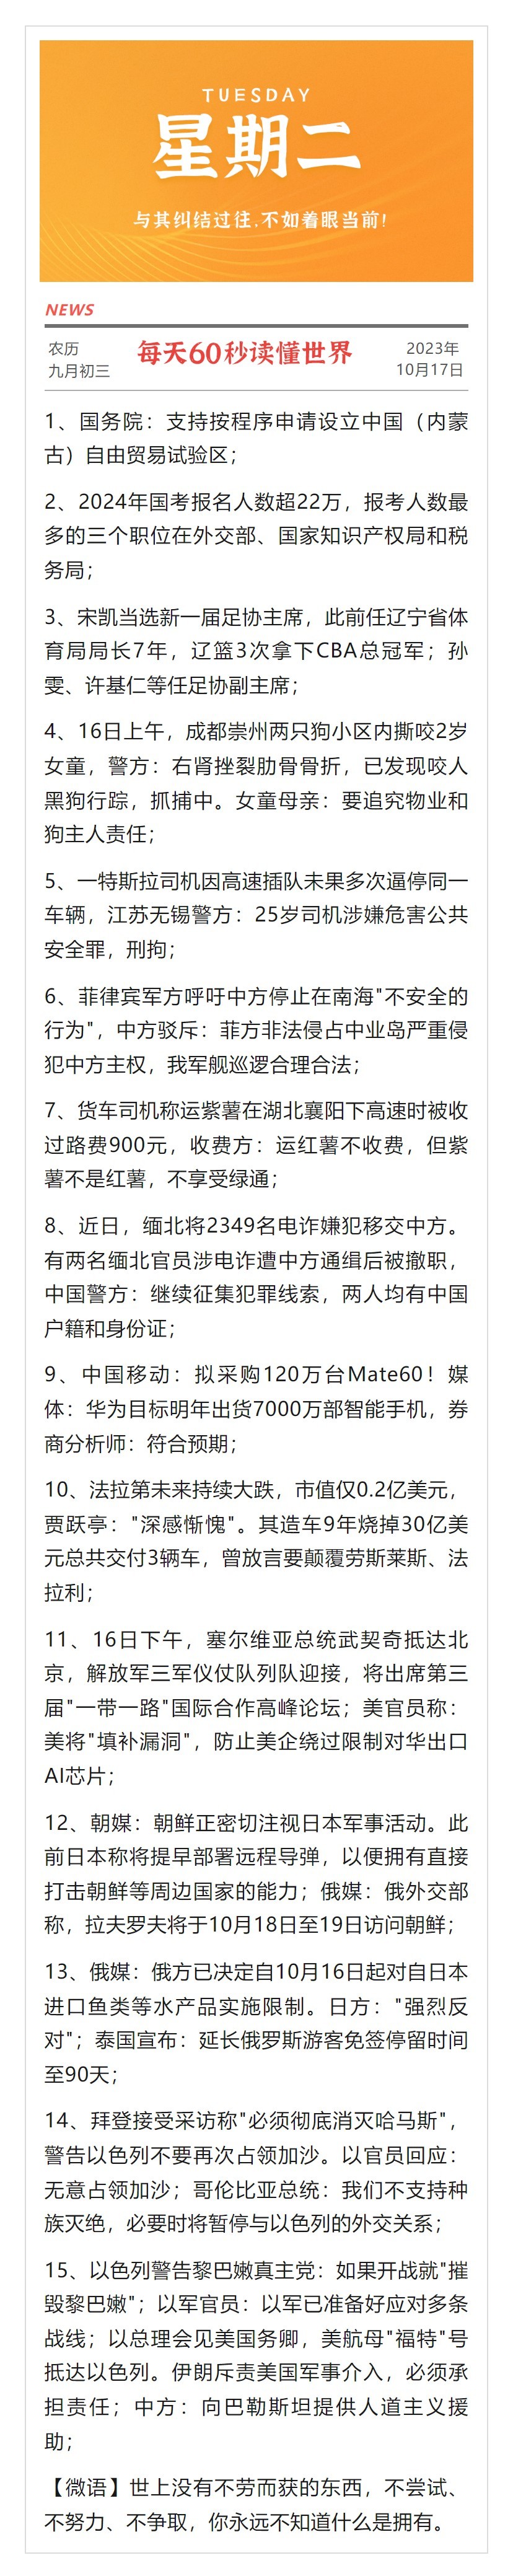 TUESDAY
星期二
与其纠结过往,不如着眼当前!
NEWS
农历
九月初三
每天60秒读懂世界
2023年
10月17日
1、国务院：支持按程序申请设立中国（内蒙
古）自由贸易试验区；
2、2024年国考报名人数超22万，报考人数最
多的三个职位在外交部、国家知识产权局和税
务局；
3、宋凯当选新一届足协主席，此前任辽宁省体
育局局长7年，辽篮3次拿下CBA总冠军；孙
雯、许基仁等任足协副主席；
4、16日上午，成都崇州两只狗小区内撕咬2岁
女童，警方：右肾挫裂肋骨骨折，已发现咬人
黑狗行踪，抓捕中。女童母亲：要追究物业和
狗主人责任；
5、一特斯拉司机因高速插队未果多次逼停同一
车辆，江苏无锡警方：25岁司机涉嫌危害公共
安全罪，刑拘；
6、菲律宾军方呼吁中方停止在南海"不安全的
行为"，中方驳斥：菲方非法侵占中业岛严重侵
犯中方主权，我军舰巡逻合理合法；
7、货车司机称运紫薯在湖北襄阳下高速时被收
过路费900元，收费方：运红薯不收费，但紫
薯不是红薯，不享受绿通；
8、近日，缅北将2349名电诈嫌犯移交中方。
有两名缅北官员涉电诈遭中方通缉后被撤职，
中国警方：继续征集犯罪线索，两人均有中国
户籍和身份证；
9、中国移动：拟采购120万台Mate60！媒
体：华为目标明年出货7000万部智能手机，券
商分析师：符合预期；
10、法拉第未来持续大跌，市值仅0.2亿美元，
贾跃亭："深感惭愧"。其造车9年烧掉30亿美
元总共交付3辆车，曾放言要颠覆劳斯莱斯、法
拉利；
11、16日下午，塞尔维亚总统武契奇抵达北
京，解放军三军仪仗队列队迎接，将出席第三
届"一带一路"国际合作高峰论坛；美官员称：
美将"填补漏洞"，防止美企绕过限制对华出口
AI芯片；
12、朝媒：朝鲜正密切注视日本军事活动。此
前日本称将提早部署远程导弹，以便拥有直接
打击朝鲜等周边国家的能力；俄媒：俄外交部
称，拉夫罗夫将于10月18日至19日访问朝鲜；
13、俄媒：俄方已决定自10月16日起对自日本
进口鱼类等水产品实施限制。日方："强烈反
对"；泰国宣布：延长俄罗斯游客免签停留时间
至90天；
14、拜登接受采访称"必须彻底消灭哈马斯"，
警告以色列不要再次占领加沙。以官员回应：
无意占领加沙；哥伦比亚总统：我们不支持种
族灭绝，必要时将暂停与以色列的外交关系；
15、以色列警告黎巴嫩真主党：如果开战就"摧
毁黎巴嫩"；以军官员：以军已准备好应对多条
战线；以总理会见美国务卿，美航母"福特"号
抵达以色列。伊朗斥责美国军事介入，必须承
担责任；中方：向巴勒斯坦提供人道主义援
助；
【微语】世上没有不劳而获的东西，不尝试、
不努力、不争取，你永远不知道什么是拥有。